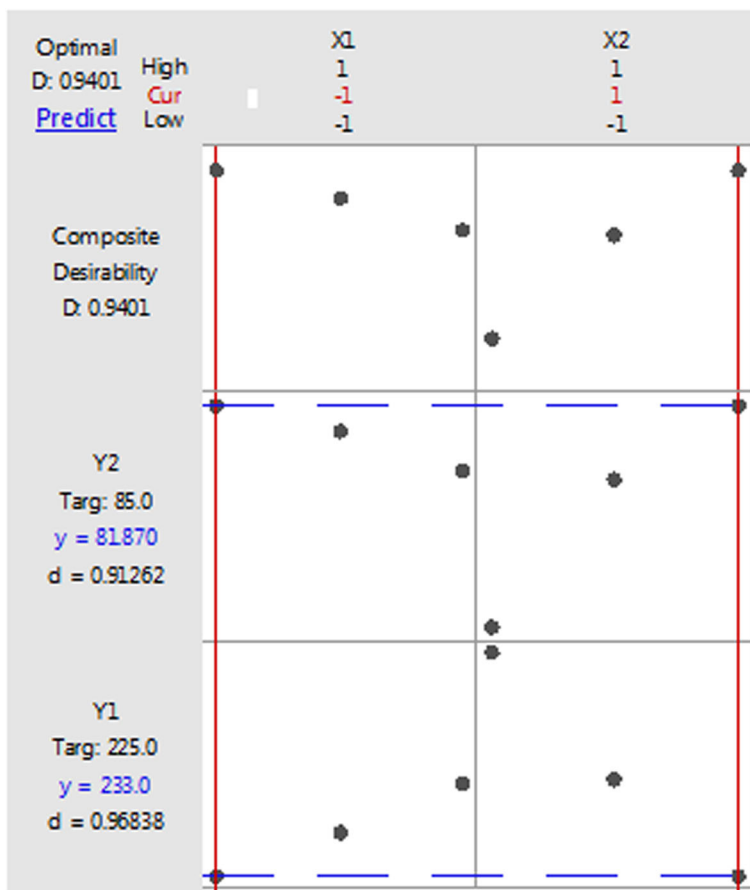 Optimal
D: 0.9401
Predict
High
Cur
Low
X1
1
-1
-1
X2
1
1
-1
Composite
Desirability
D: 0.9401
Y2
Targ: 85.0
y = 81.870
d = 0.91262
Y1
Targ: 225.0
y = 233.0
d = 0.96838